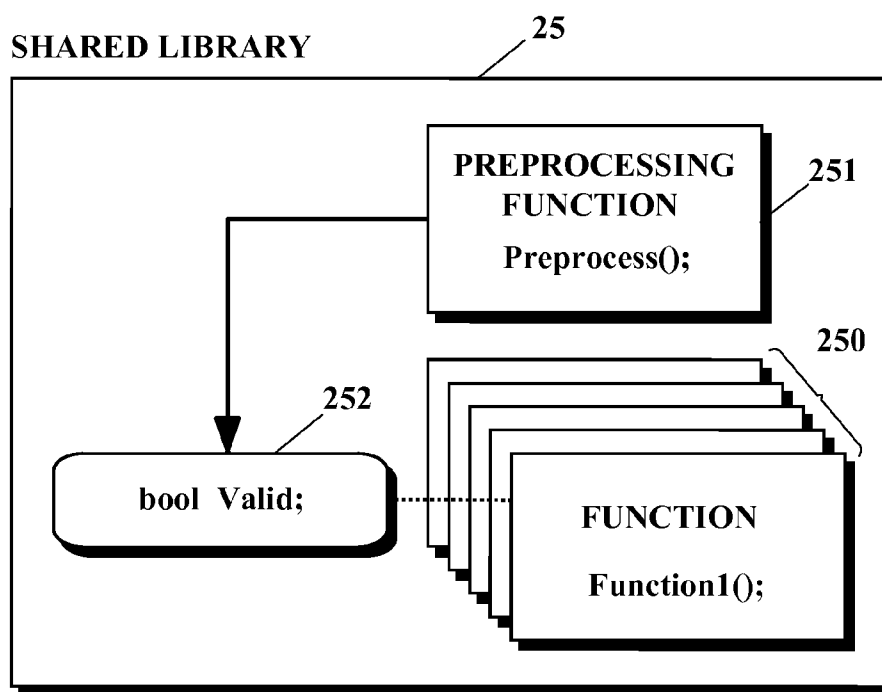 SHARED LIBRARY
25
PREPROCESSING
FUNCTION
Preprocess();
251
250
252
bool Valid;
FUNCTION
Function1();